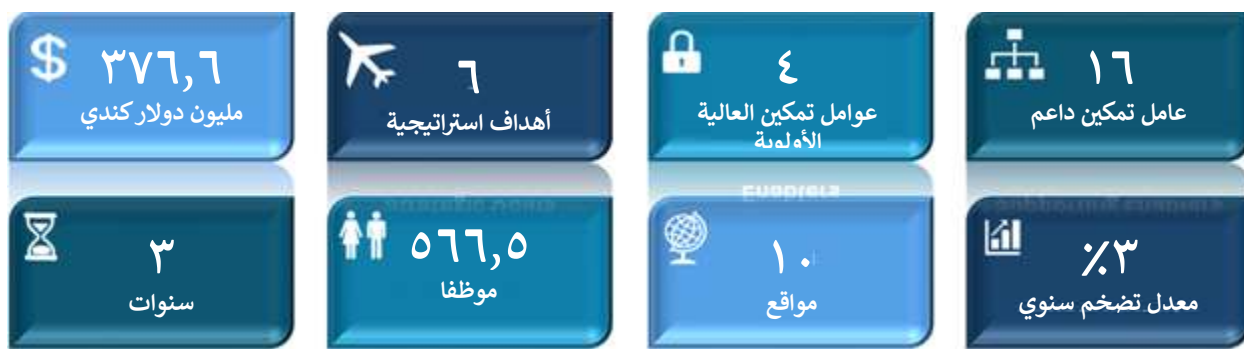 ١٦
عامل تمكين داعم
٤
عوامل تمكين العالية
الأولوية
٦
أهداف استراتيجية
$
٣٧٦,٦
مليون دولار كندي
٣٪
معدل تضخم سنوي
١٠
مواقع
٥٦٦,٥
موظفا
٣
سنوات